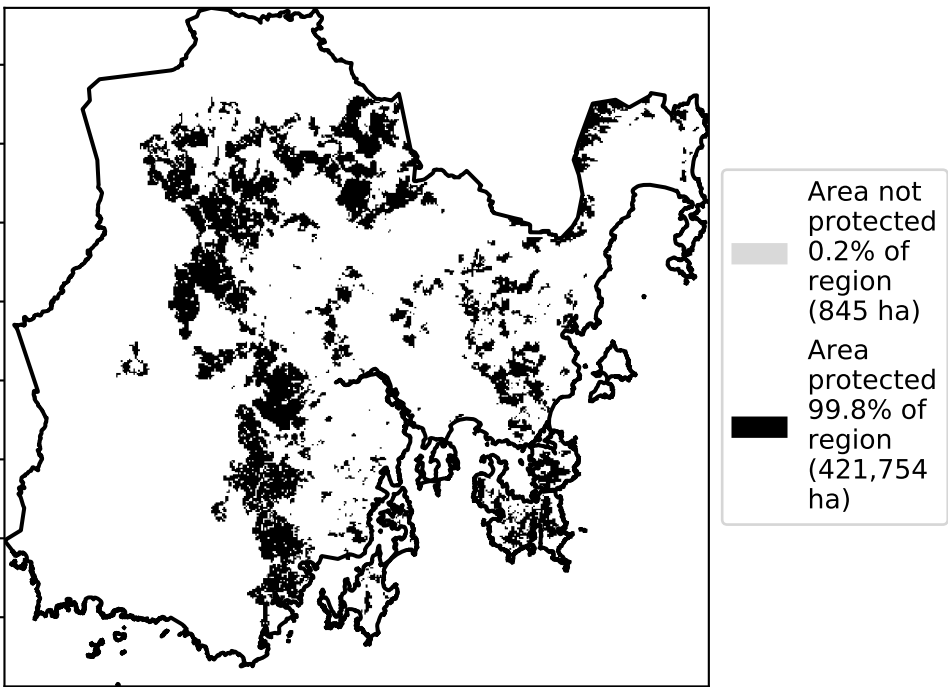 Area not
protected
0.2% of
region
(845 ha)
Area
protected
99.8% of
region
(421,754
ha)